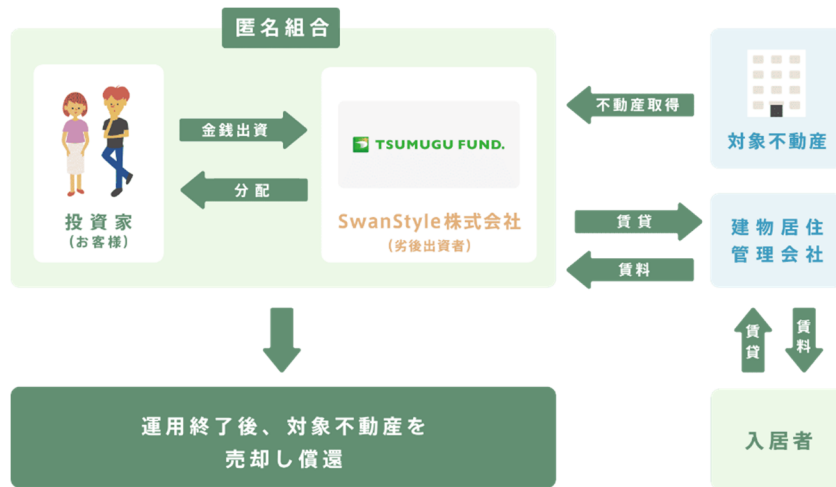 匿名組合
金銭出資
分配
投資家
(お客様)
TSUMUGU FUND.
SwanStyle株式会社
(劣後出資者)
不動産取得
対象不動産
賃貸
賃料
建物居住
管理会社
賃貸
賃料
運用終了後、対象不動産を
売却し償還
入居者